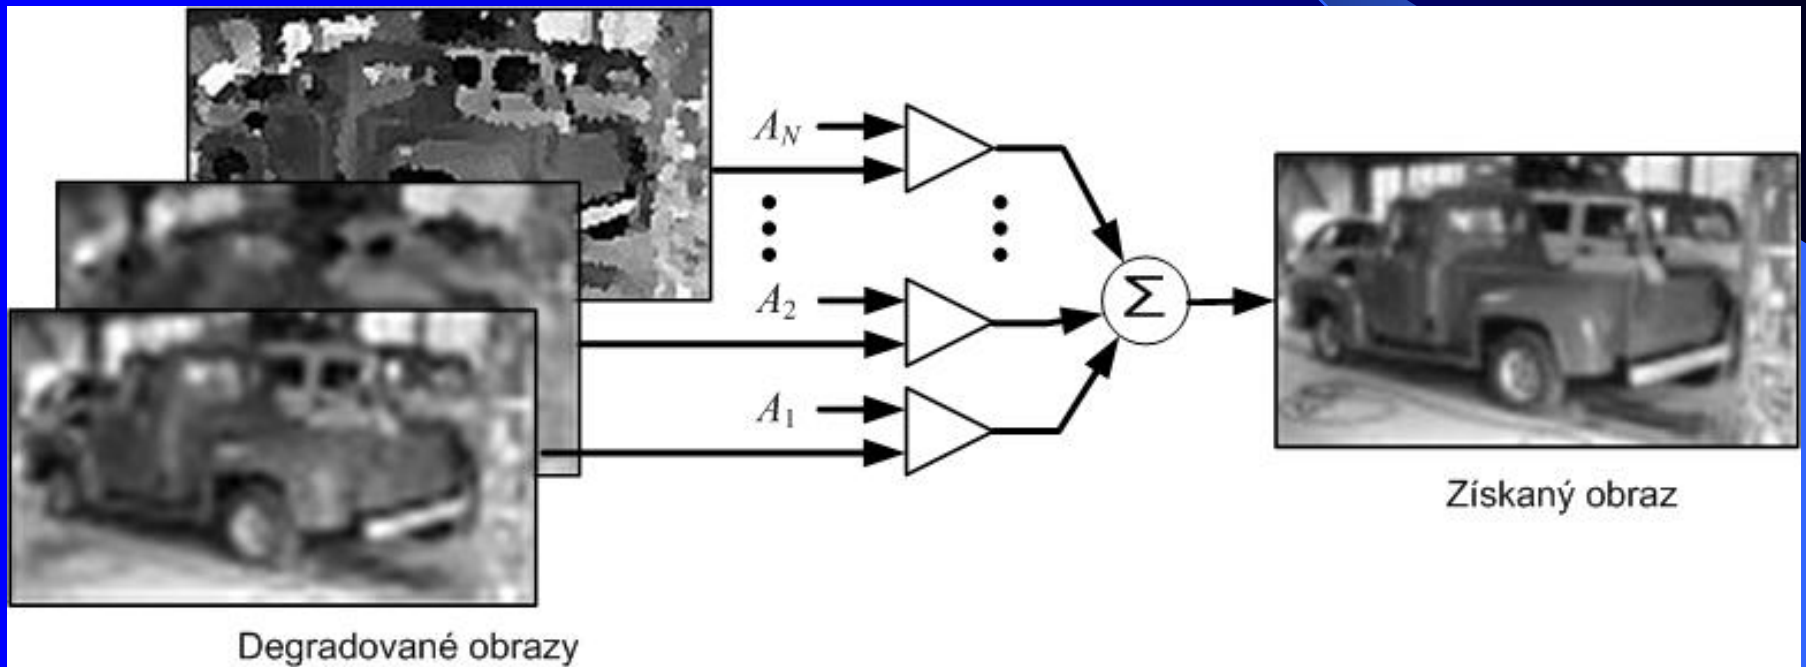 A_N
A_2
A_1
Σ
Získaný obraz
Degradované obrazy